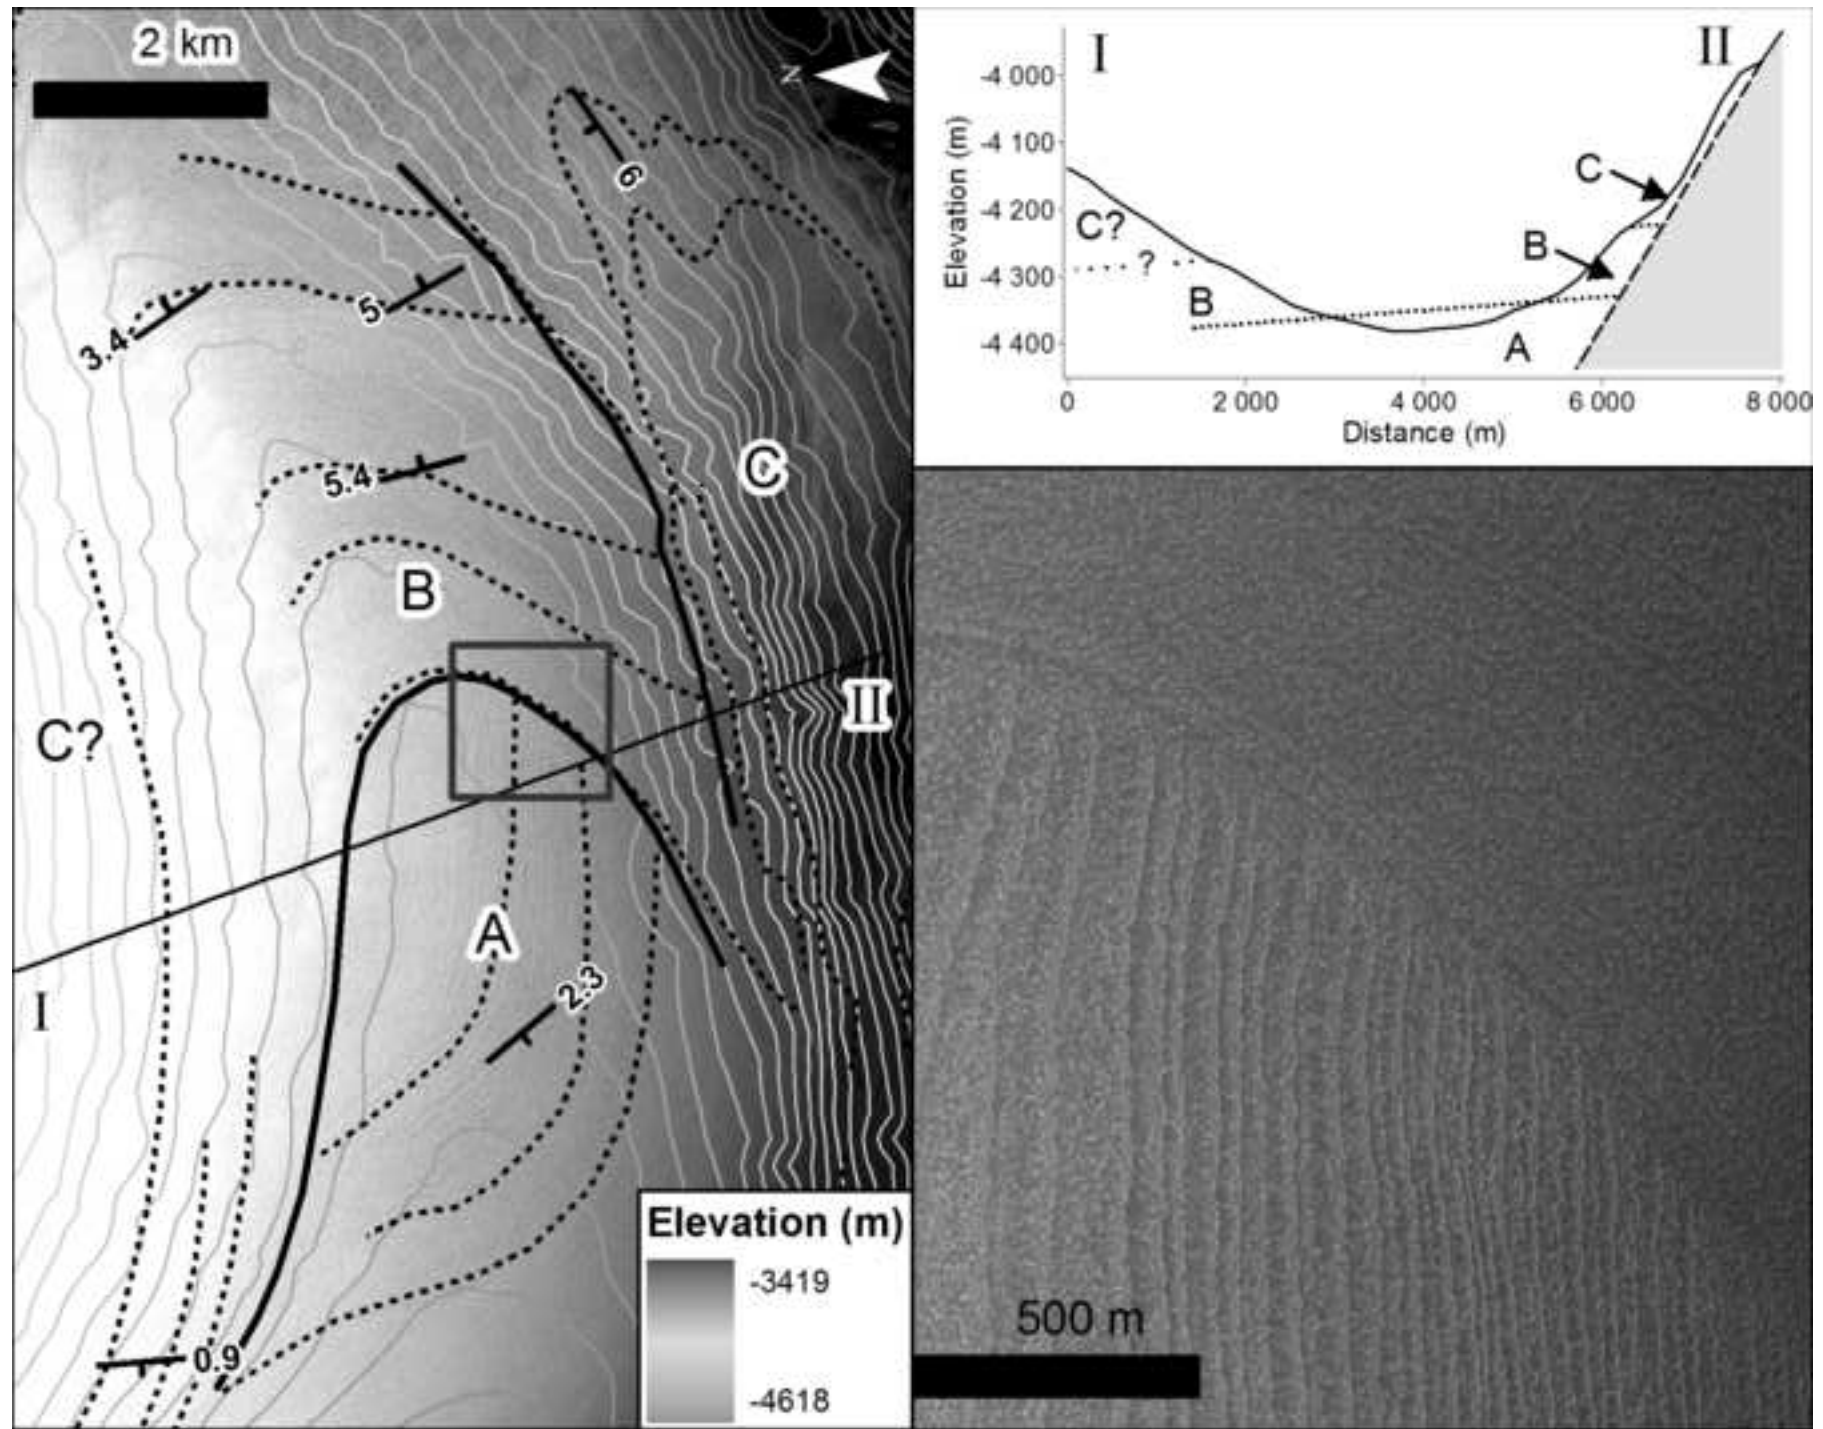 2 km
N
6
5
3.4
5.4
C
B
C?
II
A
2.3
I
0.9
Elevation (m)
-3419
-4618
I
II
Elevation (m)
-4 000
-4 100
-4 200
-4 300
-4 400
C?
?
B
C
B
A
0
2 000
4 000
6 000
8 000
Distance (m)
500 m